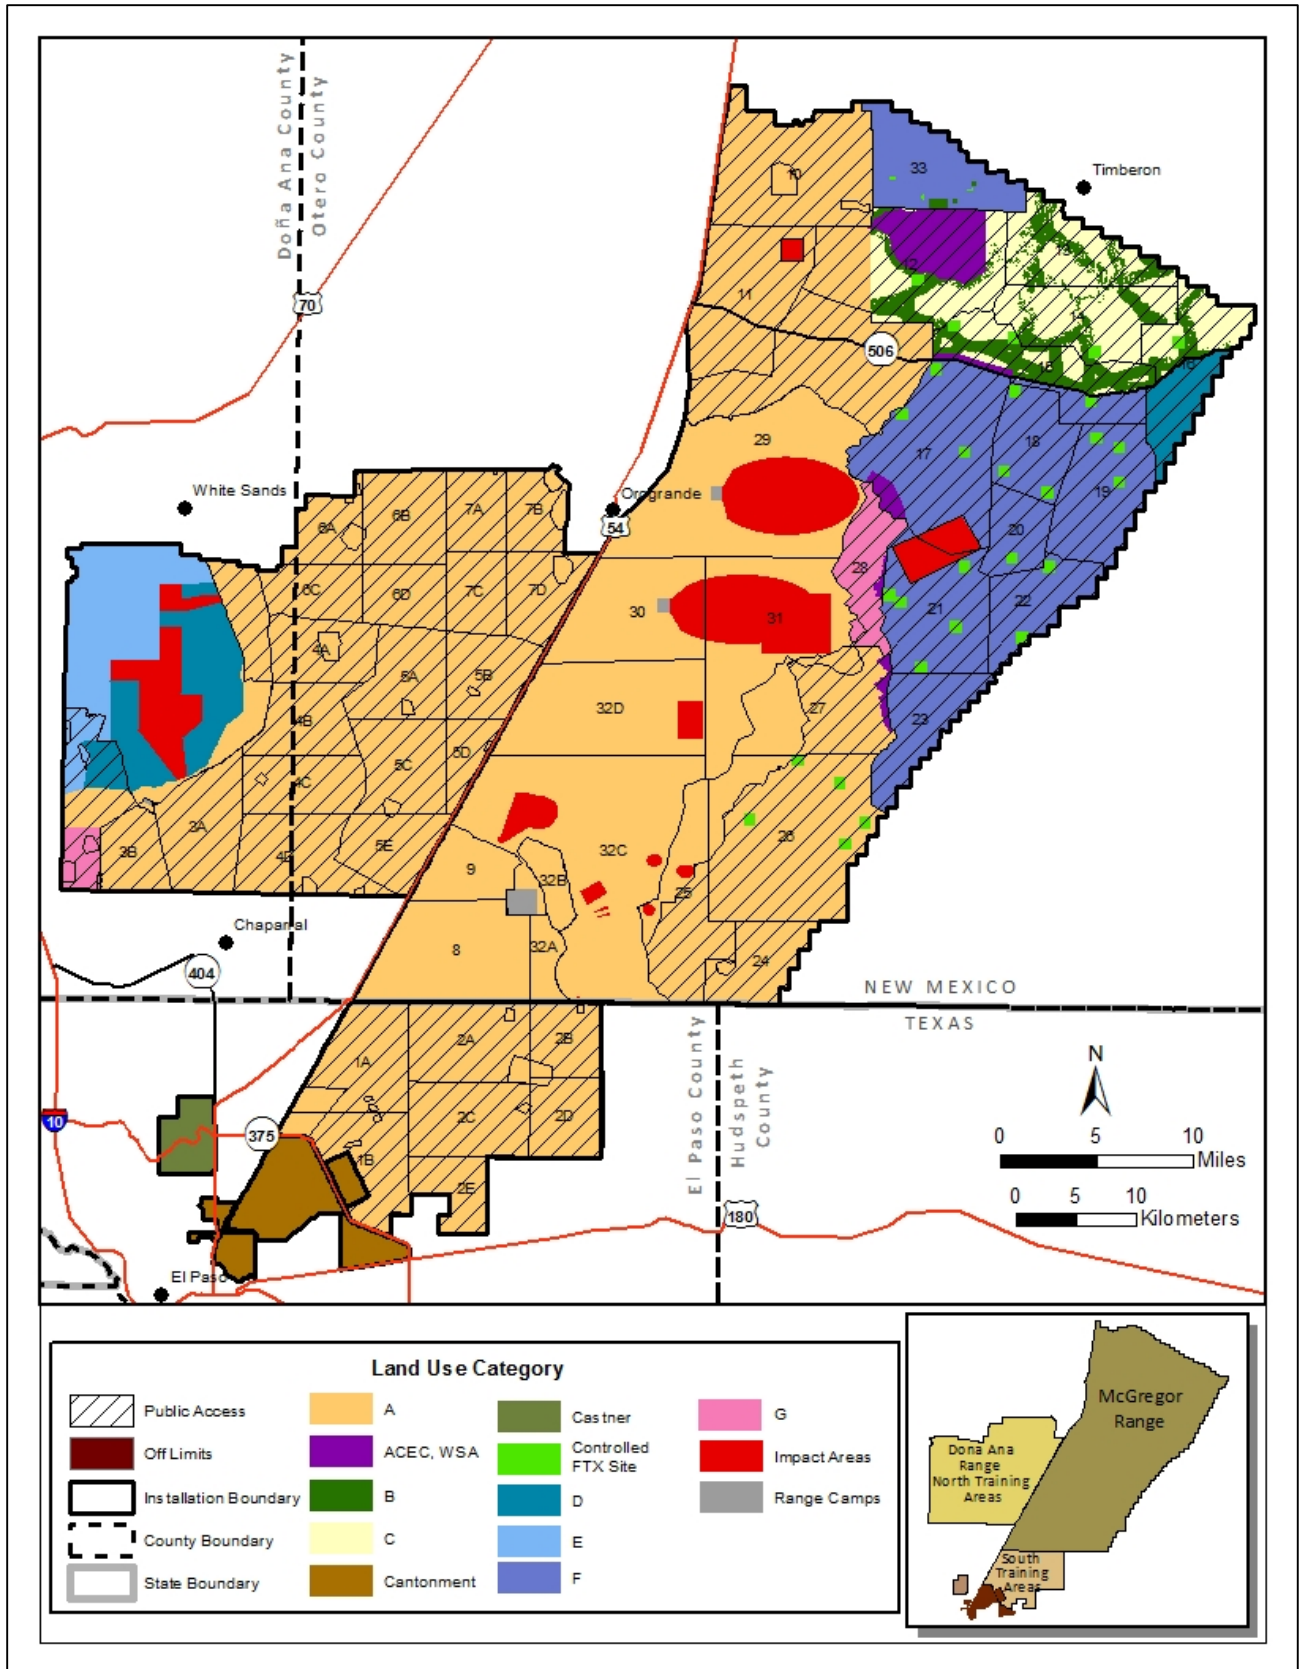 Doña Ana County
Otero County
Timberon
33
10
12
13
11
14
70
506
15
16
29
17
18
19
White Sands
Orogrande
54
6A
6B
7A
7B
20
28
6C
6D
7C
7D
30
31
21
22
4A
5A
5B
32D
27
23
4B
5C
5D
4C
3A
3B
4D
5E
32C
26
9
32B
25
Chaparral
8
32A
24
404
NEW MEXICO
TEXAS
El Paso County
Hudspeth
County
1A
2A
2B
N
10
375
2C
2D
0 5 10
Miles
1B
2E
180
0 5 10
Kilometers
El Paso
Land Use Category
Public Access
Off Limits
Installation Boundary
County Boundary
State Boundary
A
ACEC, WSA
B
C
Cantonment
Castner
Controlled
FTX Site
D
E
F
G
Impact Areas
Range Camps
McGregor
Range
Dona Ana
Range
North Training
Areas
South
Training
Areas